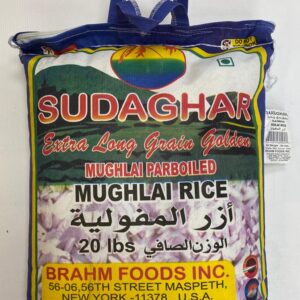 SUDAGHAR
Extra Long Grain Golden
MUGHLAI PARBOILED
MUGHLAI RICE
أزر المفولية
الوزن الصافي 20 lbs
BRAHM FOODS INC.
56-06,56TH STREET MASPETH,
NEW YORK -11378 U.S.A.